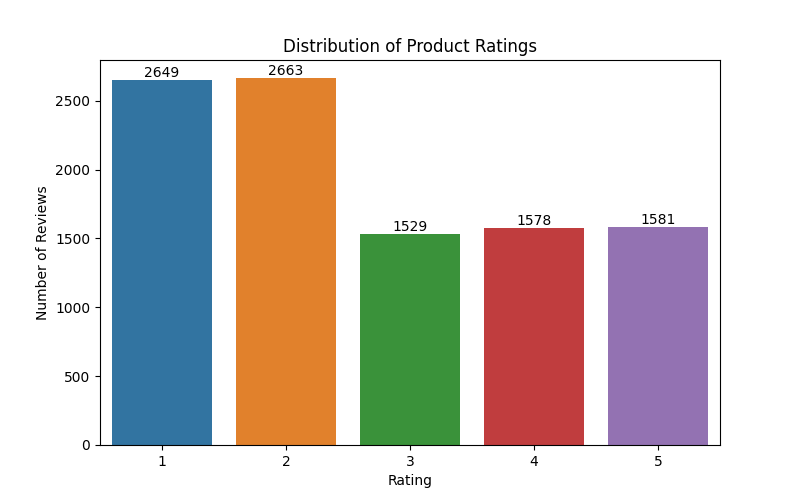 Distribution of Product Ratings
2649
2663
1529
1578
1581
2500
2000
1500
1000
500
0
Number of Reviews
1 2 3 4 5
Rating